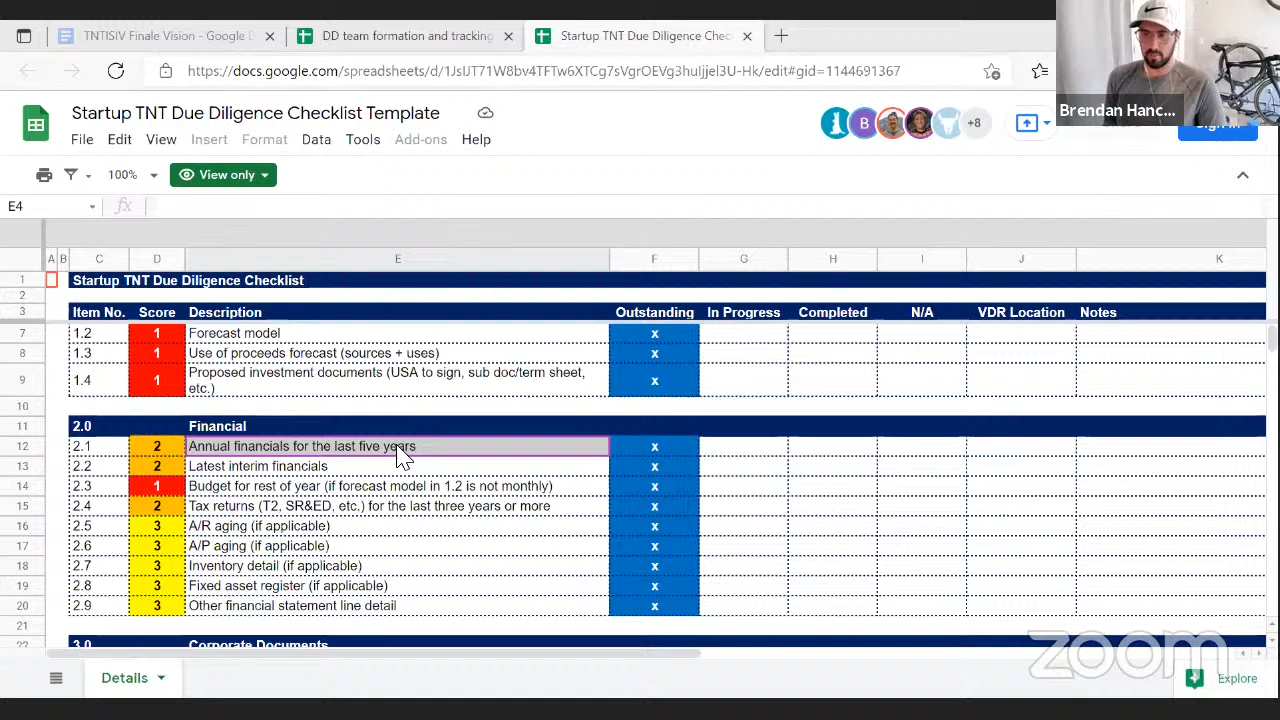 TNTISIV Finale Vision - Google D
DD team formation and tracking
Startup TNT Due Diligence Chec
https://docs.google.com/spreadsheets/d/1JsIJT71W8bv4TFTw6XTCg7sVgrOEVg3huljjel3U-Hk/edit#gid=1144691367
Brendan Hanc...
Startup TNT Due Diligence Checklist Template
B
+8
Sign in
File Edit View Insert Format Data Tools Add-ons Help
100% View only
E4 fx
A B C D E F G H I J K
1 Startup TNT Due Diligence Checklist
2
3 Item No. Score Description Outstanding In Progress Completed N/A VDR Location Notes
7 1.2 1 Forecast model x
8 1.3 1 Use of proceeds forecast (sources + uses) x
9 1.4 1 Proposed investment documents (USA to sign, sub doc/term sheet, x
etc.)
10
11 2.0 Financial
12 2.1 2 Annual financials for the last five years x
13 2.2 2 Latest interim financials x
14 2.3 1 Budget for rest of year (if forecast model in 1.2 is not monthly) x
15 2.4 2 Tax returns (T2, SR&ED, etc.) for the last three years or more x
16 2.5 3 A/R aging (if applicable) x
17 2.6 3 A/P aging (if applicable) x
18 2.7 3 Inventory detail (if applicable) x
19 2.8 3 Fixed asset register (if applicable) x
20 2.9 3 Other financial statement line detail x
21
22 3.0 Corporate Documents
zoom
Details
Explore